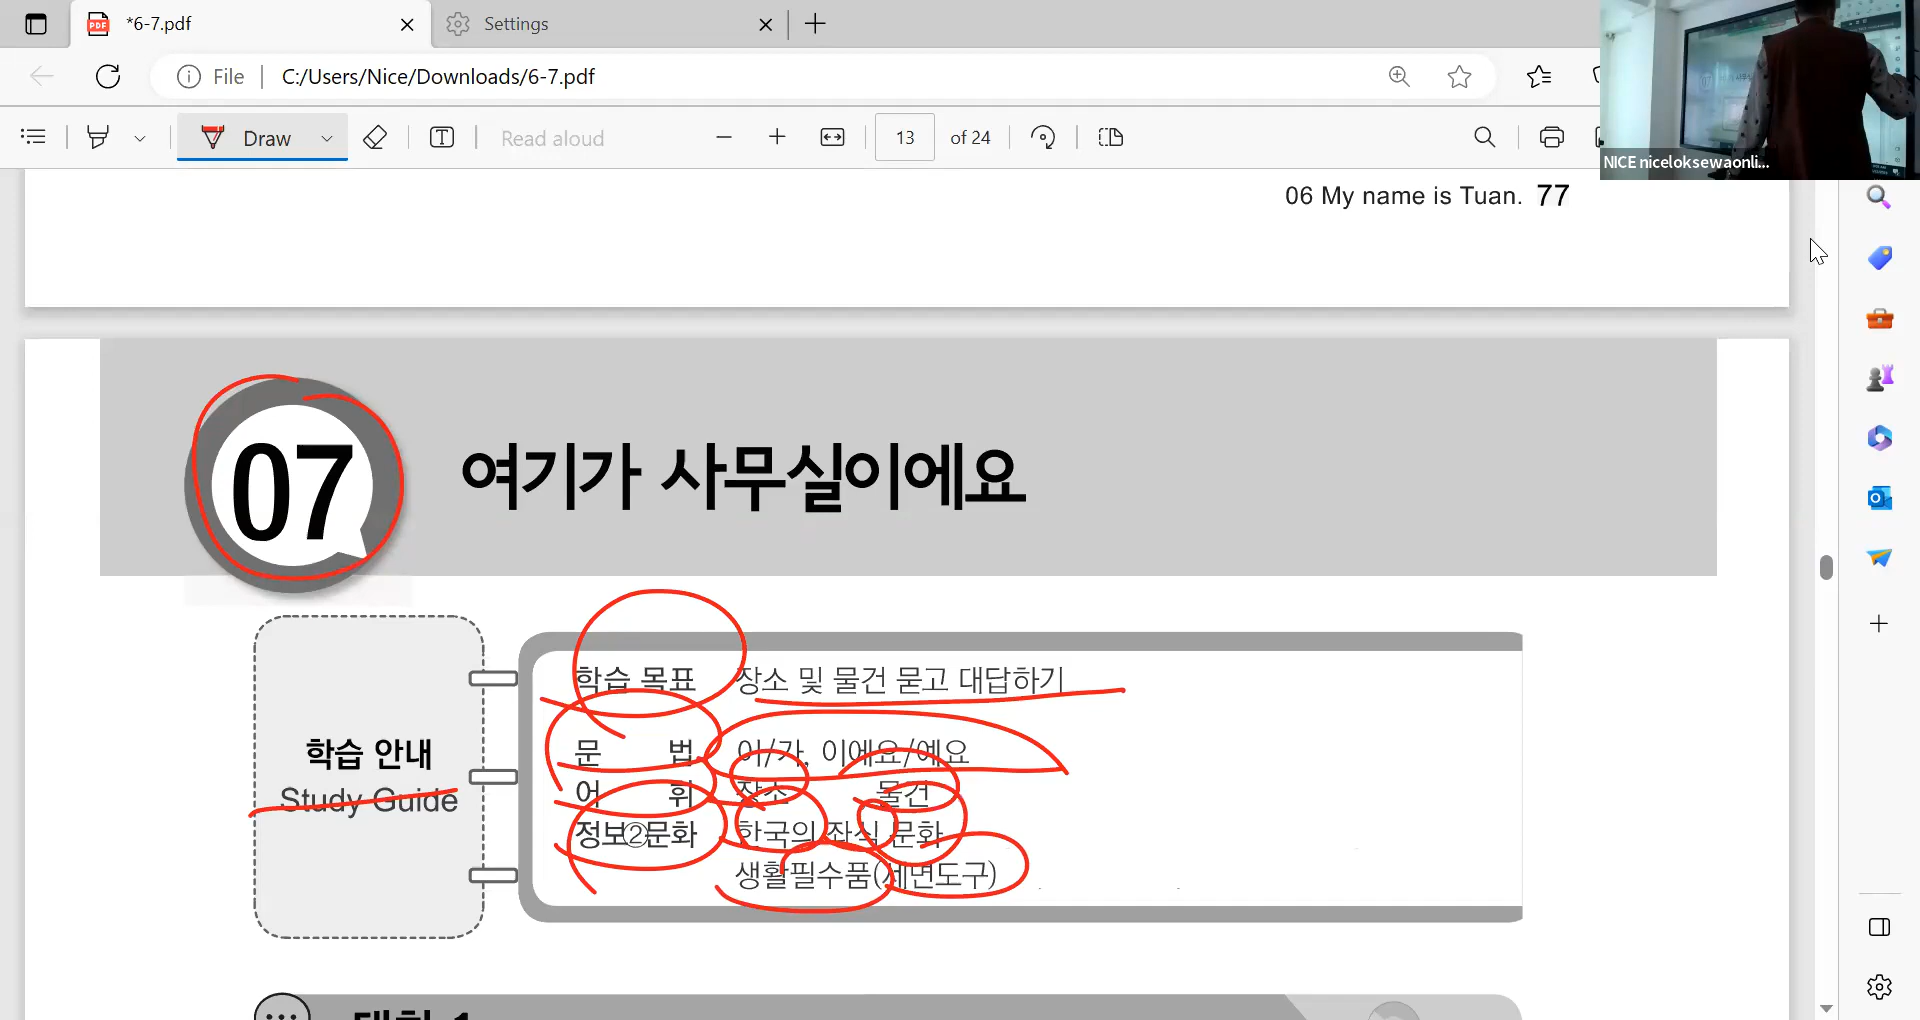 *6-7.pdf
Settings
File
C:/Users/Nice/Downloads/6-7.pdf
Draw
Read aloud
13
of 24
NICE niceloksewaonli...
06 My name is Tuan. 77
07
여기가 사무실이에요
학습 안내
Study Guide
학습 목표 장소 및 물건 묻고 대답하기
문 법 이/가, 이에요/예요
어 휘 장소 물건
정보②문화 한국의 좌식 문화
생활필수품(세면도구)
대화 1